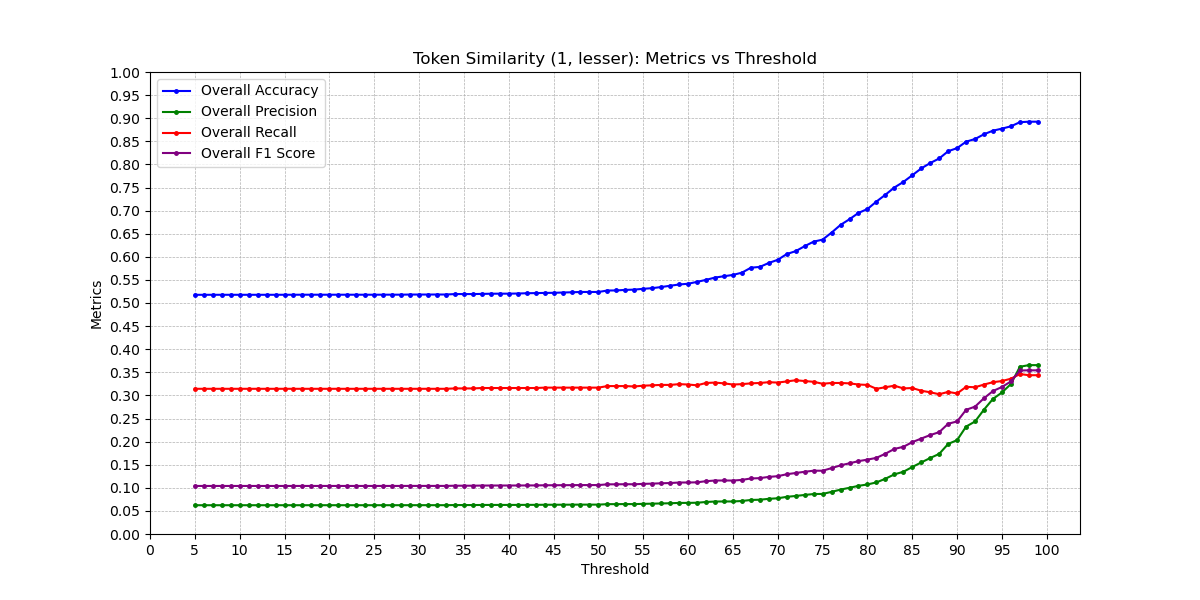 Token Similarity (1, lesser): Metrics vs Threshold
1.00
0.95
0.90
0.85
0.80
0.75
0.70
0.65
0.60
0.55
0.50
0.45
0.40
0.35
0.30
0.25
0.20
0.15
0.10
0.05
0.00
Metrics
Overall Accuracy
Overall Precision
Overall Recall
Overall F1 Score
0 5 10 15 20 25 30 35 40 45 50 55 60 65 70 75 80 85 90 95 100
Threshold